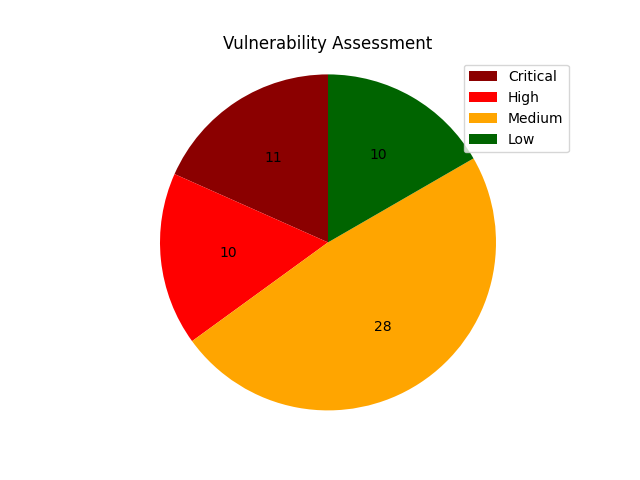 Vulnerability Assessment
Critical
High
Medium
Low
11
10
10
28